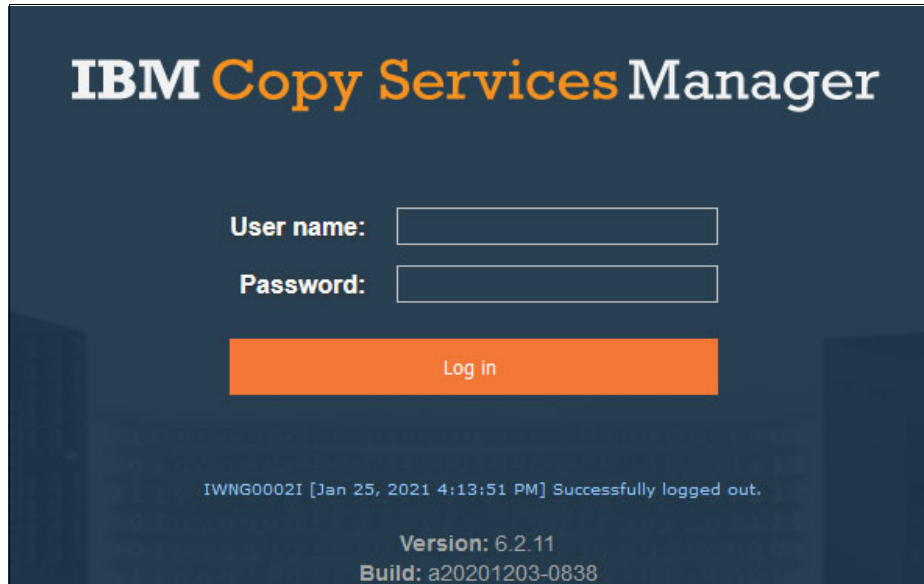 IBM Copy Services Manager
User name:
Password:
Log in
IWNG0002I [Jan 25, 2021 4:13:51 PM] Successfully logged out.
Version: 6.2.11
Build: a20201203-0838